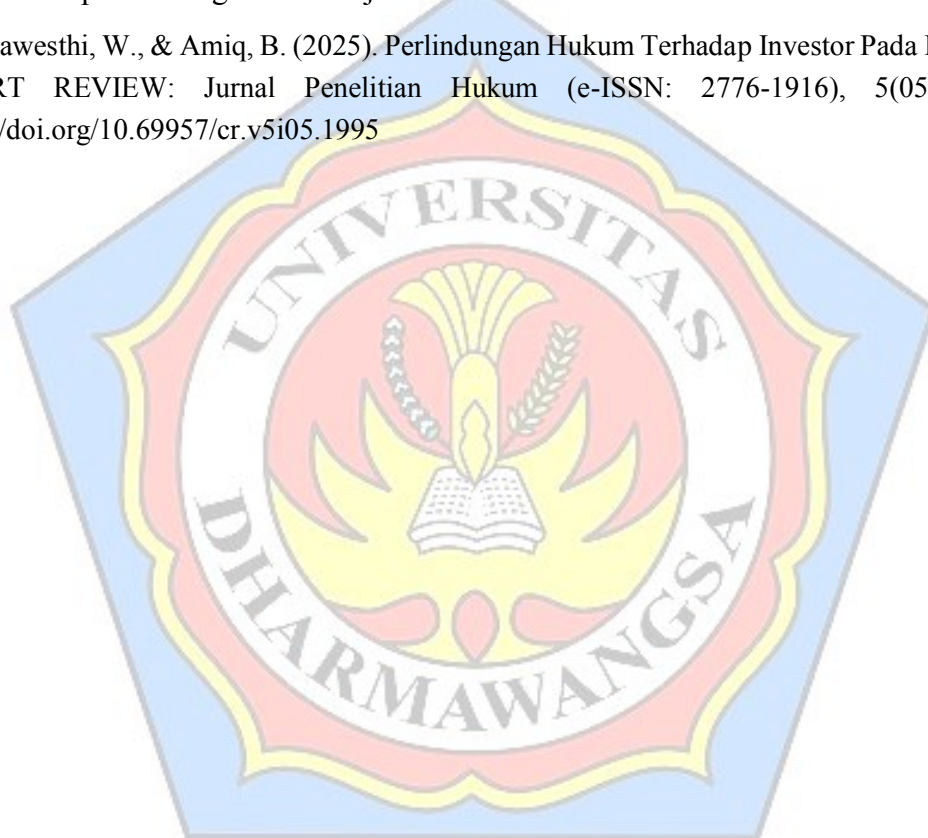 awesthi, W., & Amiq, B. (2025). Perlindungan Hukum Terhadap Investor Pada
RT REVIEW: Jurnal Penelitian Hukum (e-ISSN: 2776-1916), 5(05
/doi.org/10.69957/cr.v5i05.1995
UNIVERSITAS
DHARMAWANGSA